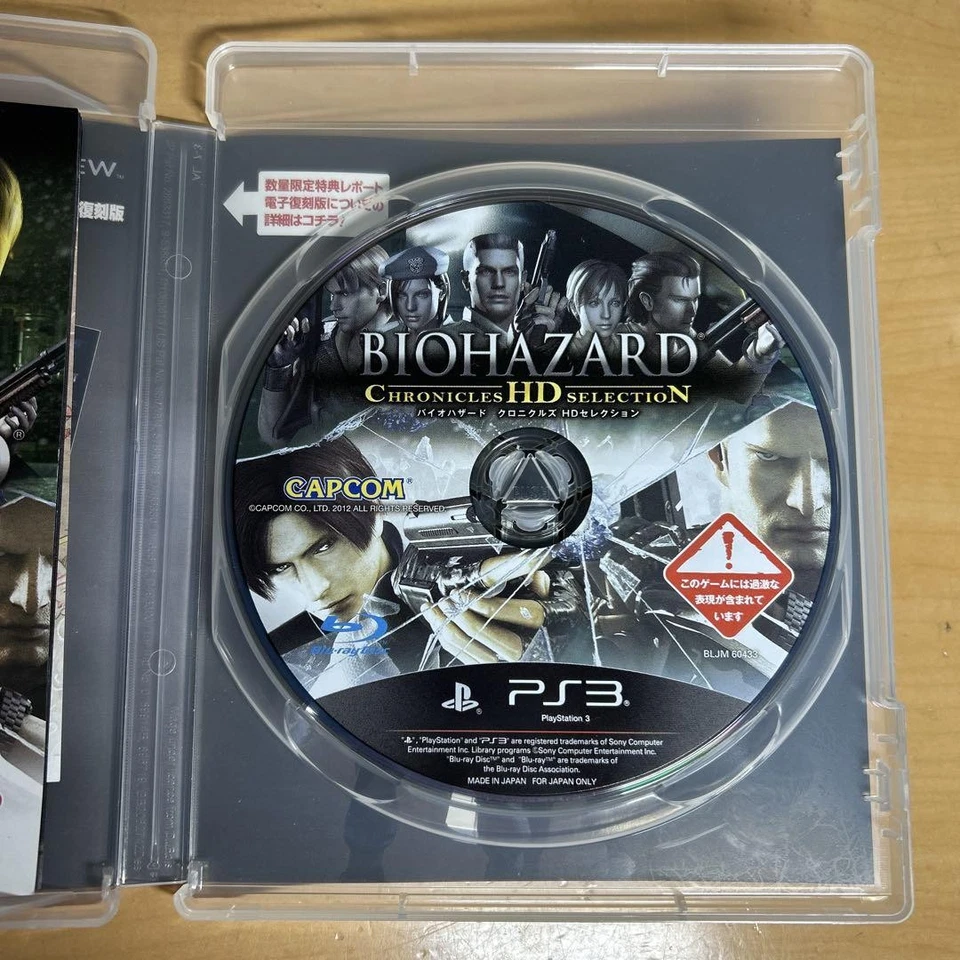 EW™
復刻版
数量限定特典レポート
電子復刻版についての
詳細はコチラ!
BIOHAZARD®
CHRONICLES HD SELECTION
バイオハザード クロニクルズ HDセレクション
CAPCOM®
©CAPCOM CO., LTD. 2012 ALL RIGHTS RESERVED.
このゲームには過激な
表現が含まれて
います
Blu-ray Disc
BLJM 60433
PS3®
PlayStation 3
", "PlayStation" and "PS3" are registered trademarks of Sony Computer
Entertainment Inc. Library programs ©Sony Computer Entertainment Inc.
"Blu-ray Disc™" and "Blu-ray™" are trademarks of
the Blu-ray Disc Association.
MADE IN JAPAN FOR JAPAN ONLY